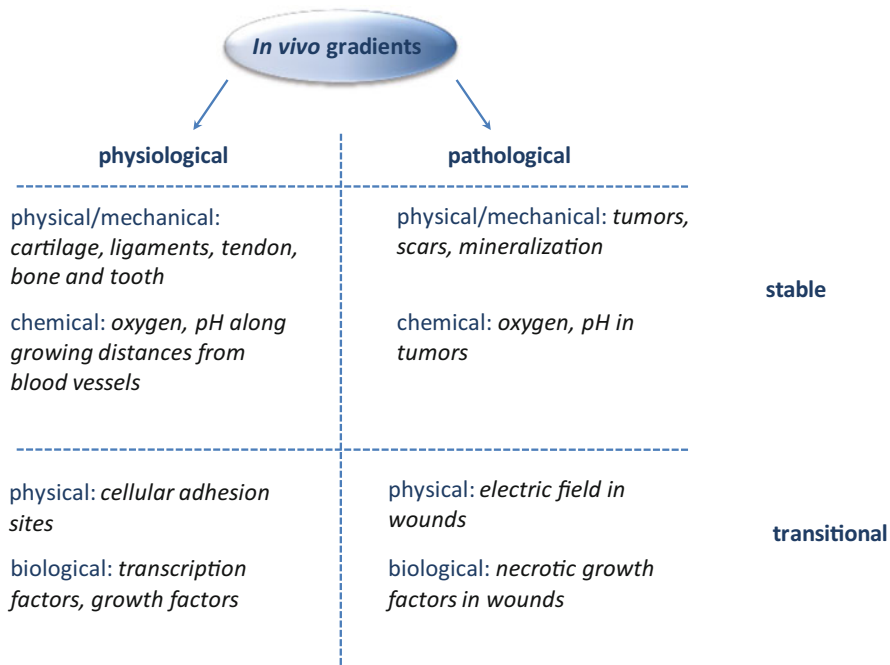 In vivo gradients
physiological
pathological
physical/mechanical:
cartilage, ligaments, tendon,
bone and tooth
chemical: oxygen, pH along
growing distances from
blood vessels
physical/mechanical: tumors,
scars, mineralization
chemical: oxygen, pH in
tumors
stable
physical: cellular adhesion
sites
biological: transcription
factors, growth factors
physical: electric field in
wounds
biological: necrotic growth
factors in wounds
transitional